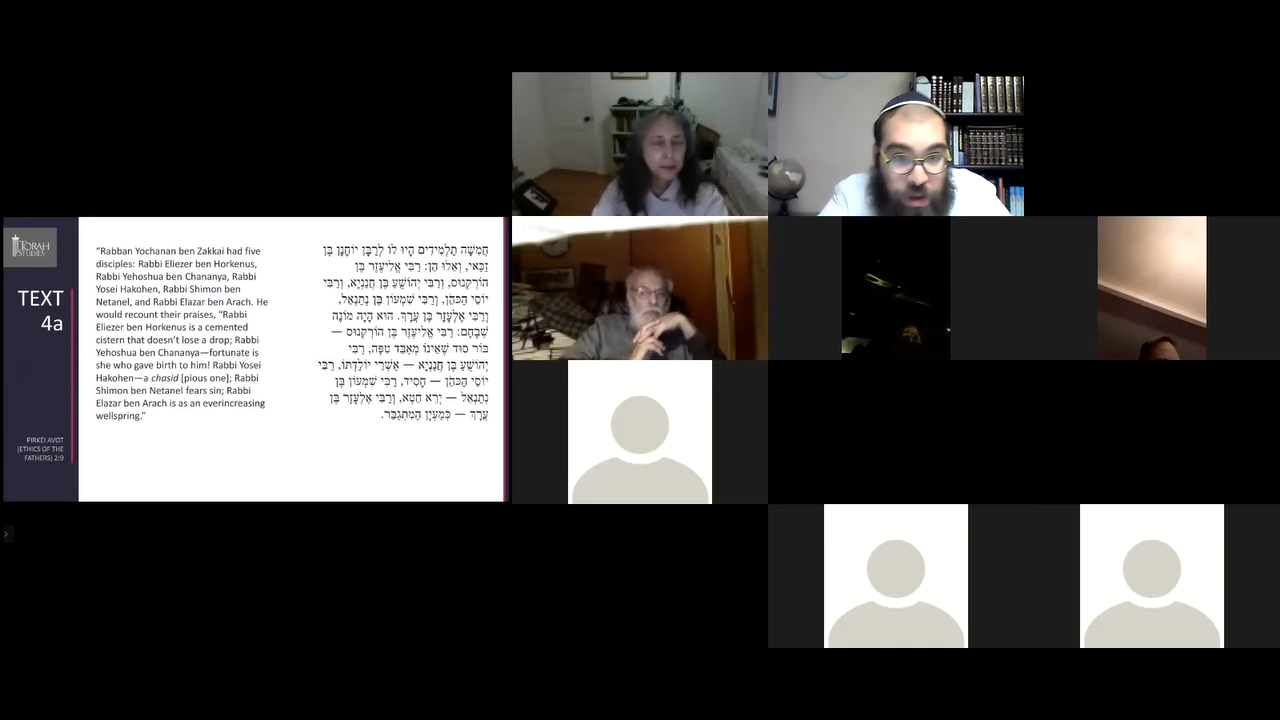 TORAH
STUDIES
TEXT
4a
PIRKEI AVOT
(ETHICS OF THE
FATHERS) 2:9
“Rabban Yochanan ben Zakkai had five
disciples: Rabbi Eliezer ben Horkenus,
Rabbi Yehoshua ben Chananya, Rabbi
Yosei Hakohen, Rabbi Shimon ben
Netanel, and Rabbi Elazar ben Arach. He
would recount their praises, “Rabbi
Eliezer ben Horkenus is a cemented
cistern that doesn’t lose a drop; Rabbi
Yehoshua ben Chananya—fortunate is
she who gave birth to him! Rabbi Yosei
Hakohen—a chasid [pious one]; Rabbi
Shimon ben Netanel fears sin; Rabbi
Elazar ben Arach is as an everincreasing
wellspring.”
חֲמִשָּׁה תַלְמִידִים הָיוּ לוֹ לְרַבָּן יוֹחָנָן בֶּן
זַכַּאי, וְאֵלּוּ הֵן: רַבִּי אֱלִיעֶזֶר בֶּן
הוֹרְקְנוּס, וְרַבִּי יְהוֹשֻׁעַ בֶּן חֲנַנְיָא, וְרַבִּי
יוֹסֵי הַכֹּהֵן, וְרַבִּי שִׁמְעוֹן בֶּן נְתַנְאֵל,
וְרַבִּי אֶלְעָזָר בֶּן עֲרָךְ. הוּא הָיָה מוֹנֶה
שְׁבָחָם: רַבִּי אֱלִיעֶזֶר בֶּן הוֹרְקְנוּס —
בּוֹר סוּד שֶׁאֵינוֹ מְאַבֵּד טִפָּה, רַבִּי
יְהוֹשֻׁעַ בֶּן חֲנַנְיָא — אַשְׁרֵי יוֹלַדְתּוֹ, רַבִּי
יוֹסֵי הַכֹּהֵן — חָסִיד, רַבִּי שִׁמְעוֹן בֶּן
נְתַנְאֵל — יְרֵא חֵטְא, וְרַבִּי אֶלְעָזָר בֶּן
עֲרָךְ — כְּמַעְיָן הַמִּתְגַּבֵּר.